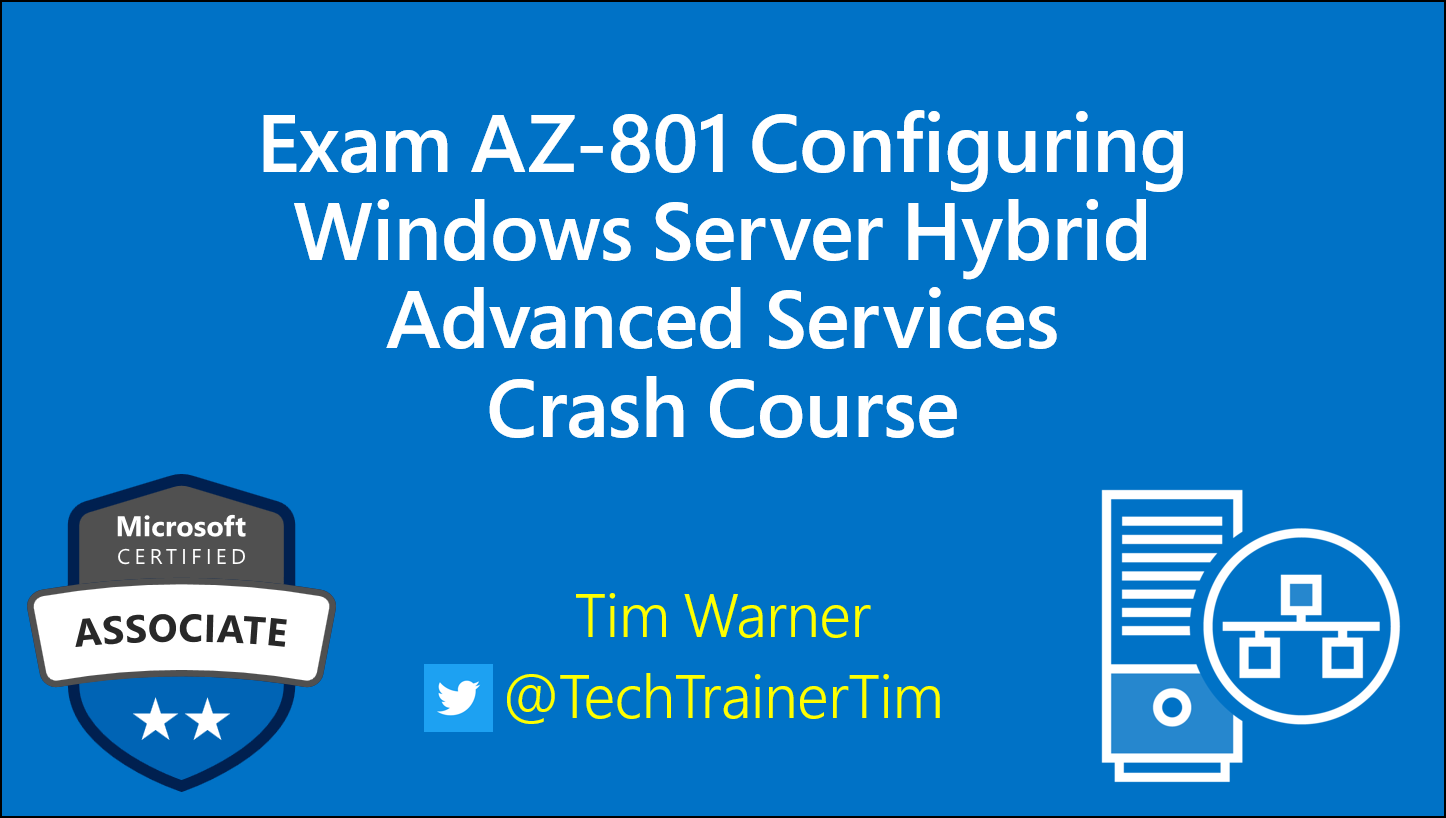 Exam AZ-801 Configuring
Windows Server Hybrid
Advanced Services
Crash Course
Microsoft
CERTIFIED
ASSOCIATE
Tim Warner
@TechTrainerTim